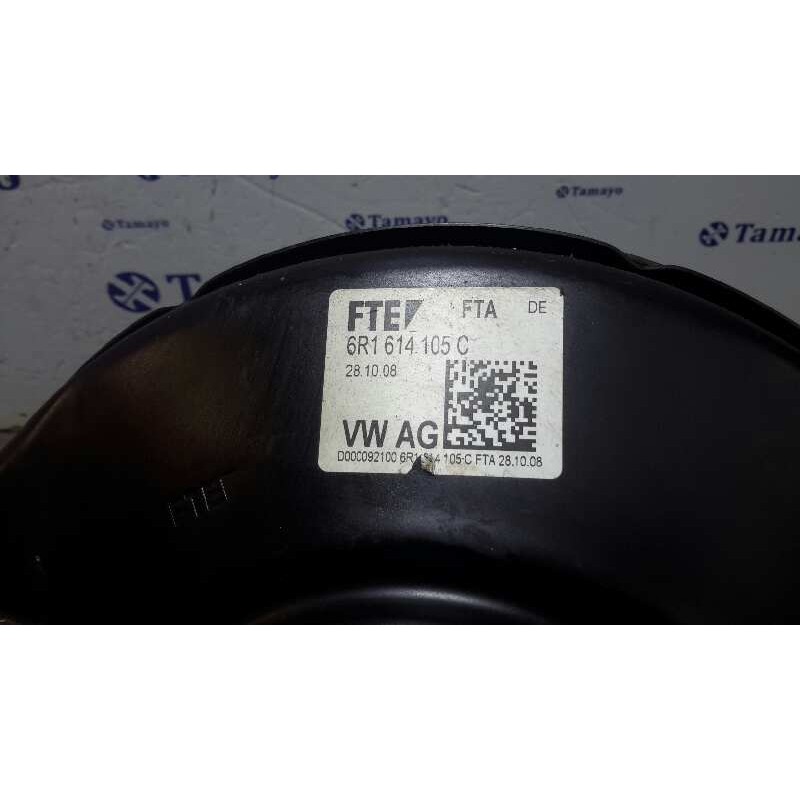 Tamayo
Tamayo
Tamayo
FTE FTA DE
6R1 614 105 C
28.10.08
VW AG
D000092100 6R1 614 105-C FTA 28.10.08
FTE